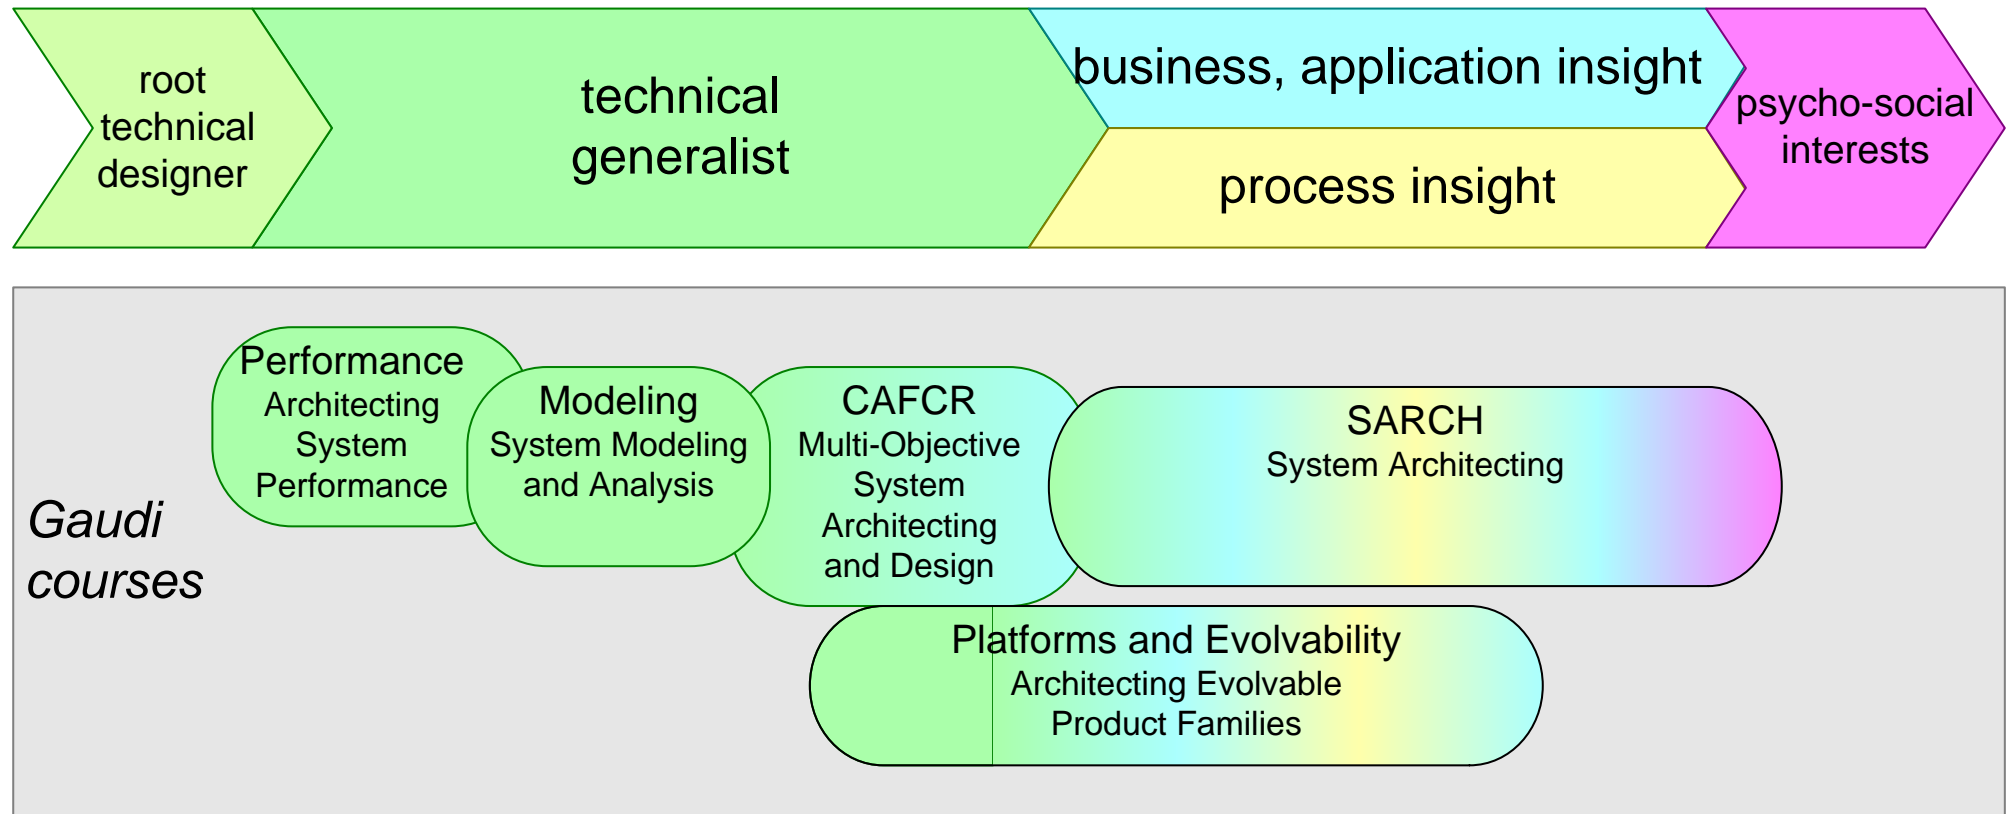 root
technical
designer
technical
generalist
business, application insight
process insight
psycho-social
interests
Gaudi
courses
Performance
Architecting
System
Performance
Modeling
System Modeling
and Analysis
CAFCR
Multi-Objective
System
Architecting
and Design
SARCH
System Architecting
Platforms and Evolvability
Architecting Evolvable
Product Families